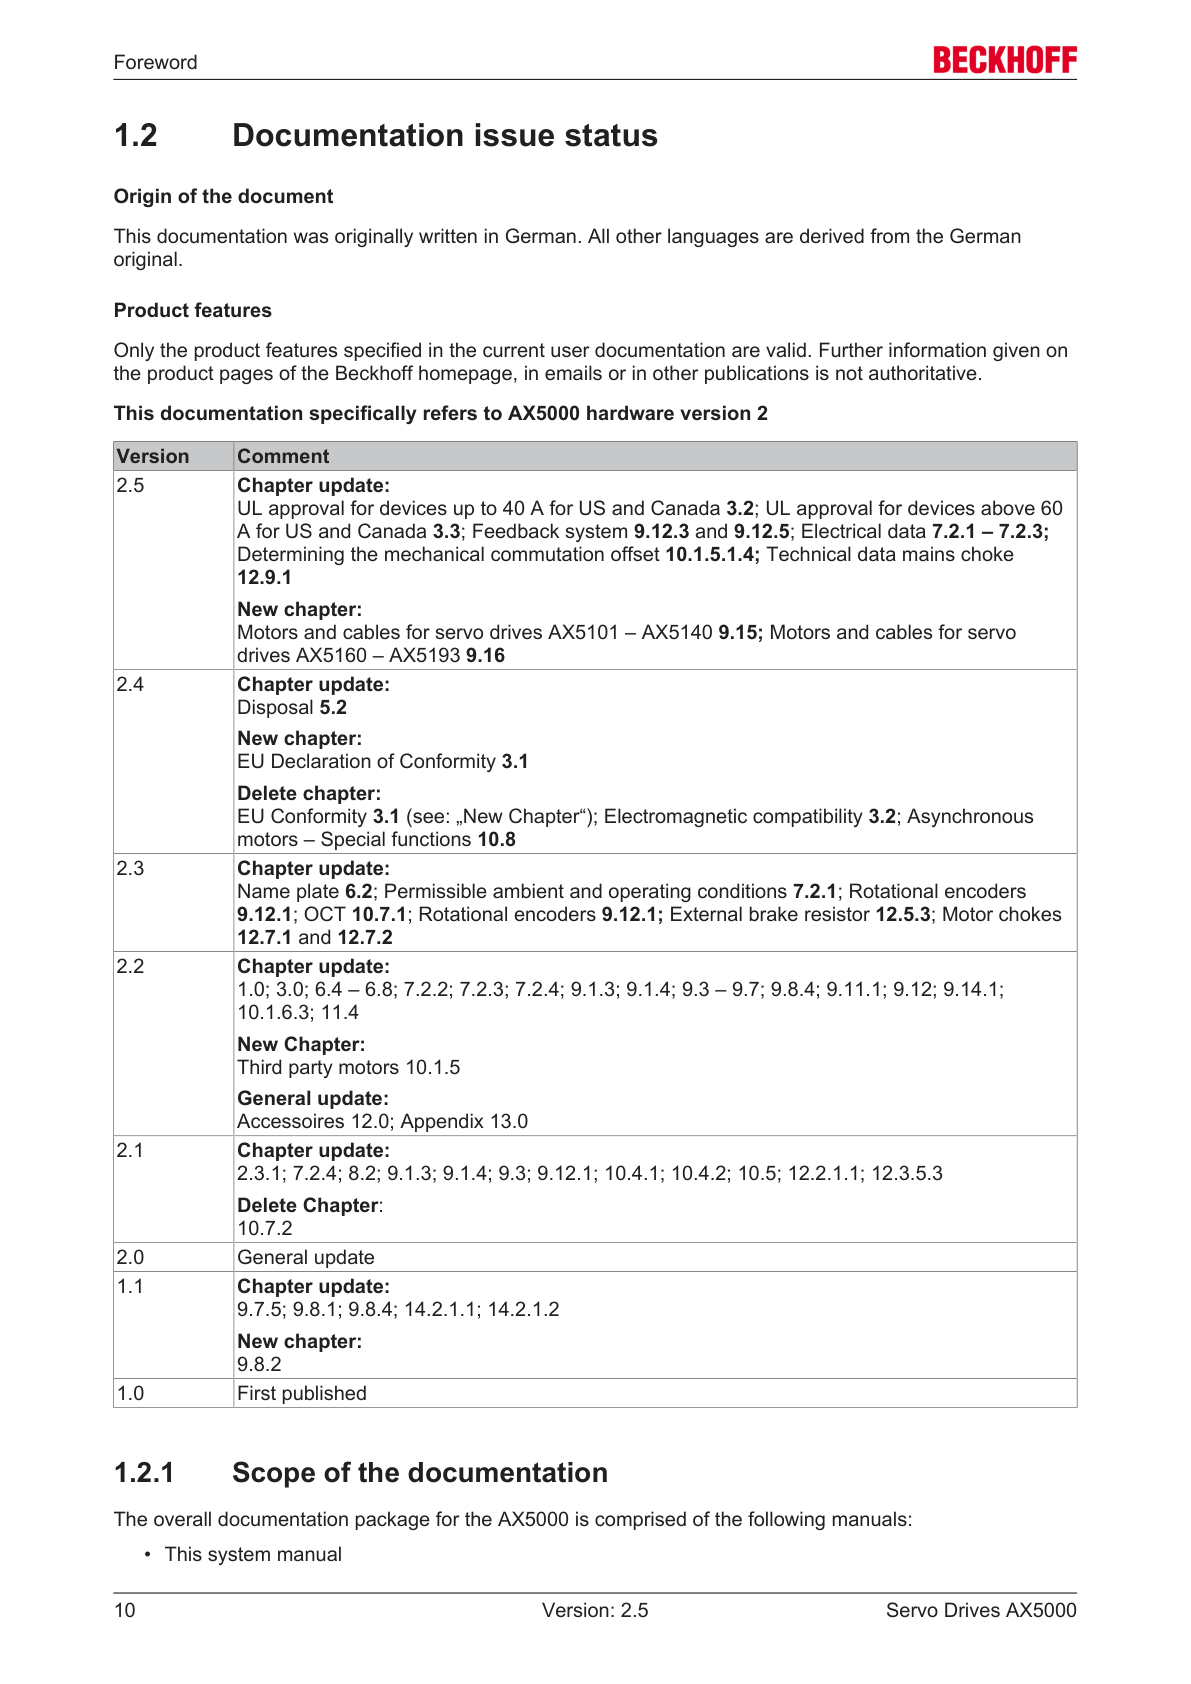 Foreword
BECKHOFF
1.2 Documentation issue status
Origin of the document
This documentation was originally written in German. All other languages are derived from the German
original.
Product features
Only the product features specified in the current user documentation are valid. Further information given on
the product pages of the Beckhoff homepage, in emails or in other publications is not authoritative.
This documentation specifically refers to AX5000 hardware version 2
Version Comment
2.5 Chapter update:
UL approval for devices up to 40 A for US and Canada 3.2; UL approval for devices above 60
A for US and Canada 3.3; Feedback system 9.12.3 and 9.12.5; Electrical data 7.2.1 – 7.2.3;
Determining the mechanical commutation offset 10.1.5.1.4; Technical data mains choke
12.9.1
New chapter:
Motors and cables for servo drives AX5101 – AX5140 9.15; Motors and cables for servo
drives AX5160 – AX5193 9.16
2.4 Chapter update:
Disposal 5.2
New chapter:
EU Declaration of Conformity 3.1
Delete chapter:
EU Conformity 3.1 (see: „New Chapter“); Electromagnetic compatibility 3.2; Asynchronous
motors – Special functions 10.8
2.3 Chapter update:
Name plate 6.2; Permissible ambient and operating conditions 7.2.1; Rotational encoders
9.12.1; OCT 10.7.1; Rotational encoders 9.12.1; External brake resistor 12.5.3; Motor chokes
12.7.1 and 12.7.2
2.2 Chapter update:
1.0; 3.0; 6.4 – 6.8; 7.2.2; 7.2.3; 7.2.4; 9.1.3; 9.1.4; 9.3 – 9.7; 9.8.4; 9.11.1; 9.12; 9.14.1;
10.1.6.3; 11.4
New Chapter:
Third party motors 10.1.5
General update:
Accessoires 12.0; Appendix 13.0
2.1 Chapter update:
2.3.1; 7.2.4; 8.2; 9.1.3; 9.1.4; 9.3; 9.12.1; 10.4.1; 10.4.2; 10.5; 12.2.1.1; 12.3.5.3
Delete Chapter:
10.7.2
2.0 General update
1.1 Chapter update:
9.7.5; 9.8.1; 9.8.4; 14.2.1.1; 14.2.1.2
New chapter:
9.8.2
1.0 First published
1.2.1 Scope of the documentation
The overall documentation package for the AX5000 is comprised of the following manuals:
• This system manual
10 Version: 2.5 Servo Drives AX5000